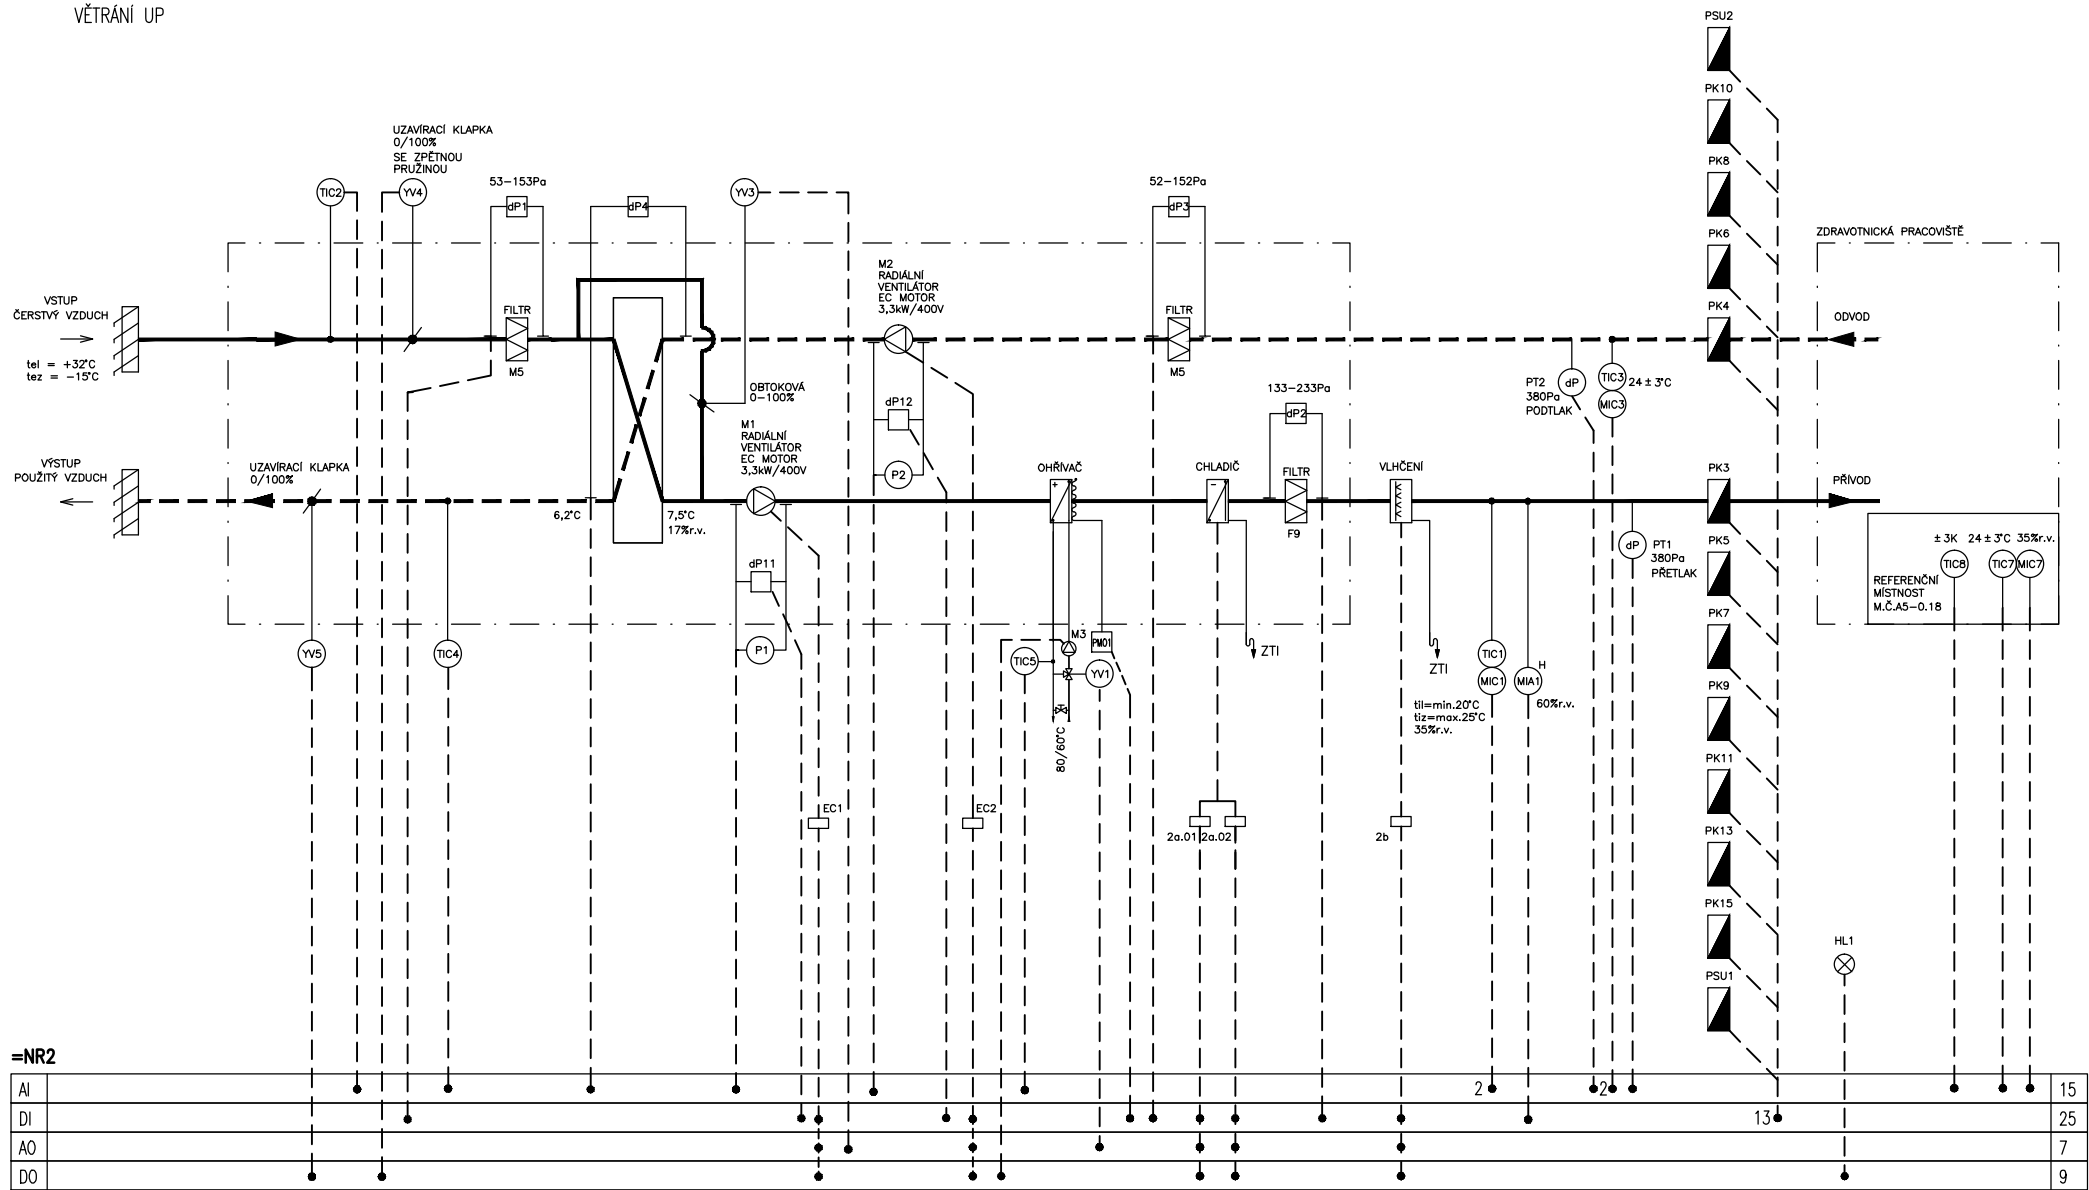 VĚTRÁNÍ UP
PSU2
PK10
PK8
PK6
PK4
UZAVÍRACÍ KLAPKA
0/100%
SE ZPĚTNOU
PRUŽINOU
TIC2
YV4
53-153Pa
dP1
dP4
YV3
52-152Pa
dP3
ZDRAVOTNICKÁ PRACOVIŠTĚ
M2
RADIÁLNÍ
VENTILÁTOR
EC MOTOR
3,3kW/400V
VSTUP
ČERSTVÝ VZDUCH
tel = +32°C
tez = -15°C
FILTR
M5
FILTR
M5
ODVOD
OBTOKOVÁ
0-100%
dP12
P2
133-233Pa
dP2
PT2
380Pa
PODTLAK
dP
TIC3
MIC3
24±3°C
VÝSTUP
POUŽITÝ VZDUCH
UZAVÍRACÍ KLAPKA
0/100%
M1
RADIÁLNÍ
VENTILÁTOR
EC MOTOR
3,3kW/400V
OHŘÍVAČ
CHLADIČ
FILTR
F9
VLHČENÍ
PK3
PŘÍVOD
6,2°C
7,5°C
17%r.v.
dP11
P1
dP
PT1
380Pa
PŘETLAK
±3K 24±3°C 35%r.v.
TIC8
TIC7
MIC7
REFERENČNÍ
MÍSTNOST
M.Č.A5-0.18
PK5
PK7
PK9
PK11
PK13
PK15
PSU1
YV5
TIC4
TIC5
M3
PM01
YV1
80/60°C
ZTI
ZTI
TIC1
MIC1
MIA1
H
60%r.v.
til=min.20°C
tiz=max.25°C
35%r.v.
EC1
EC2
2a.01
2a.02
2b
HL1
=NR2
AI 2 2 15
DI 13 25
AO 7
DO 9